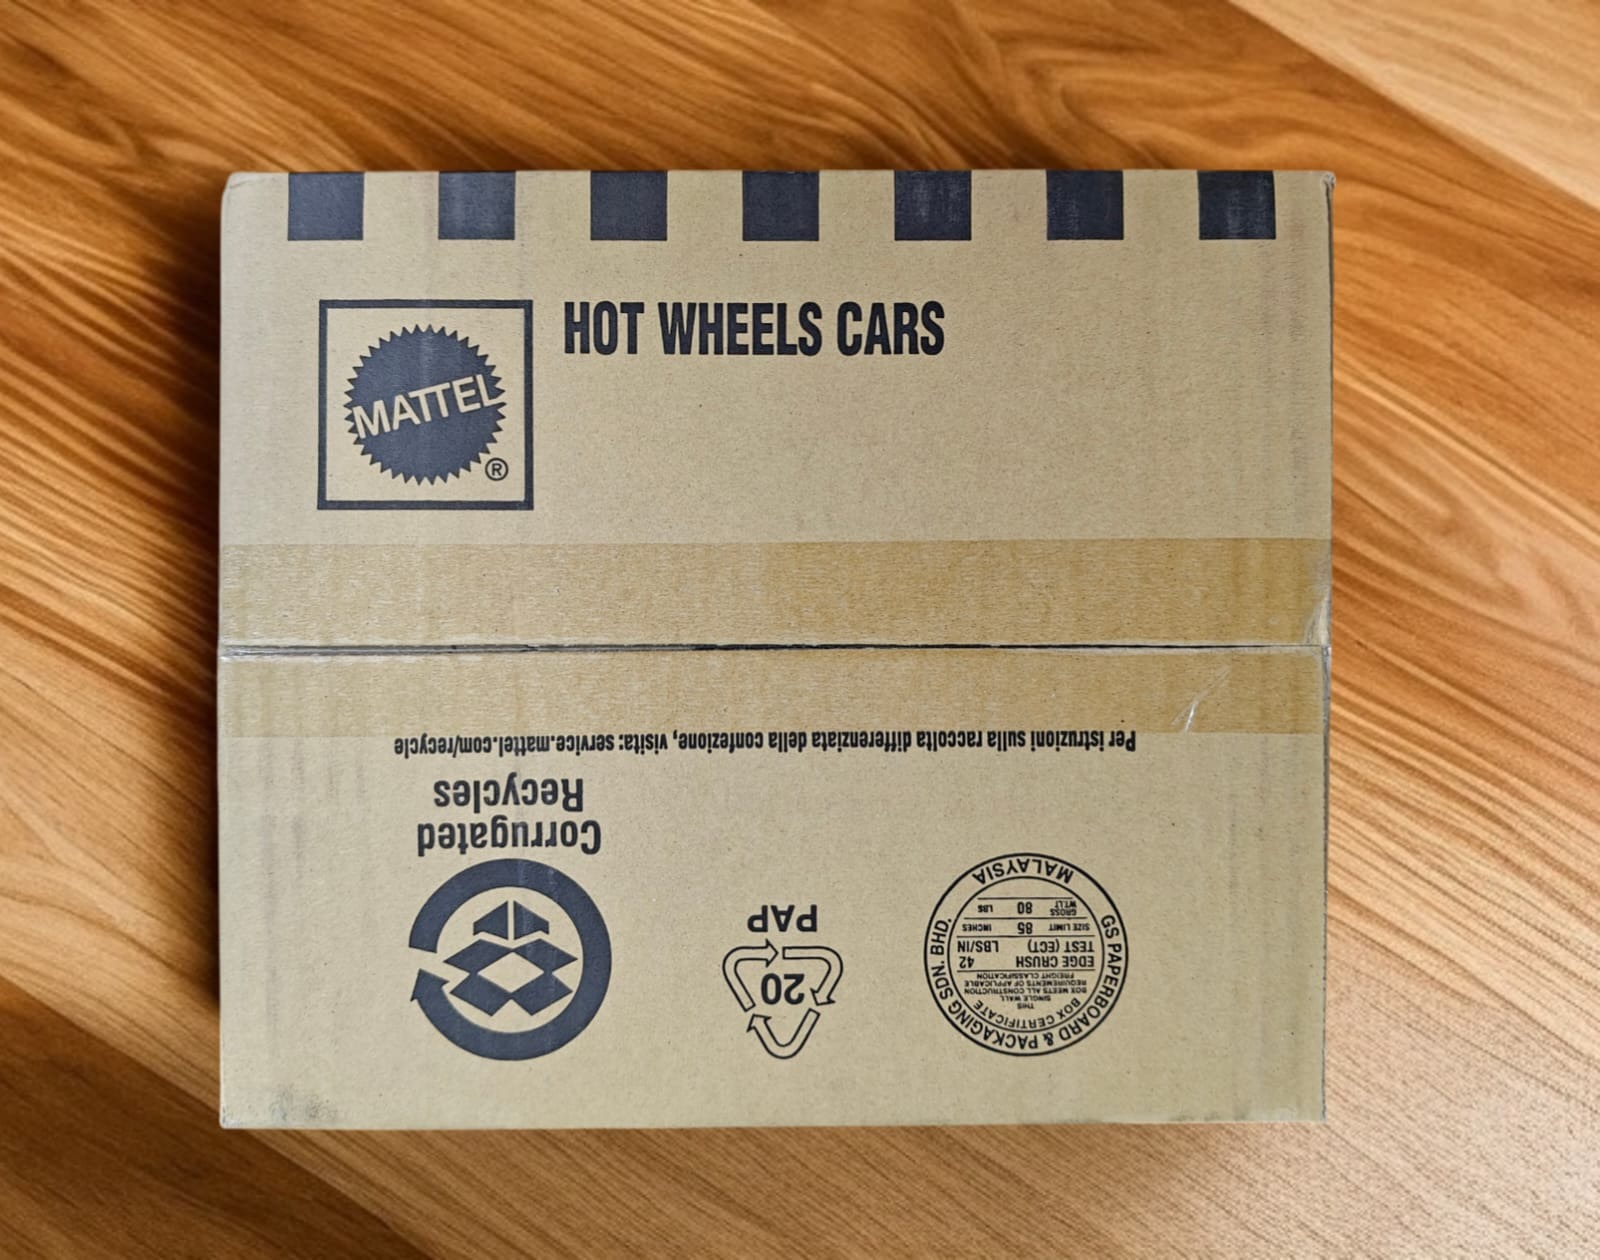 HOT WHEELS CARS
MATTEL
®
Per istruzioni sulla raccolta differenziata della confezione, visita: service.mattel.com/recycle
Corrugated
Recycles
20
PAP
GS PAPERBOARD & PACKAGING SDN. BHD.
MALAYSIA
BOX CERTIFICATE
THIS
SINGLE WALL
BOX MEETS ALL CONSTRUCTION
REQUIREMENTS OF APPLICABLE
FREIGHT CLASSIFICATION
EDGE CRUSH 42
TEST (ECT) LBS/IN
SIZE LIMIT 85 INCHES
GROSS
WT.LT 80 LBS